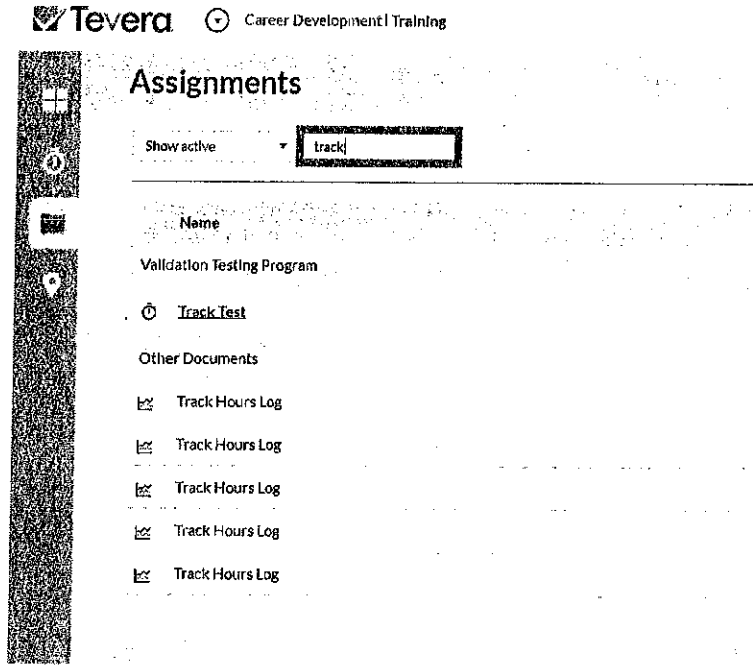 Tevera Career Development | Training
Assignments
Show active track
Name
Validation Testing Program
Track Test
Other Documents
Track Hours Log
Track Hours Log
Track Hours Log
Track Hours Log
Track Hours Log